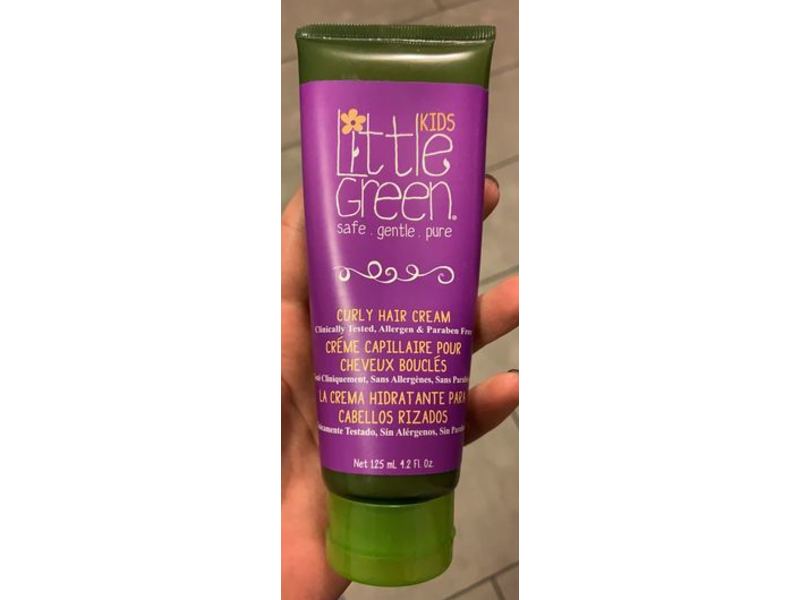 KIDS
Little
Green®
safe . gentle . pure
CURLY HAIR CREAM
Clinically Tested, Allergen & Paraben Free
CRÉME CAPILLAIRE POUR
CHEVEUX BOUCLÉS
Cliniquement, Sans Allergènes, Sans
LA CREMA HIDRATANTE PARA
CABELLOS RIZADOS
Testado, Sin Alérgenos, Sin
Net 125 mL 4.2 Fl. Oz.